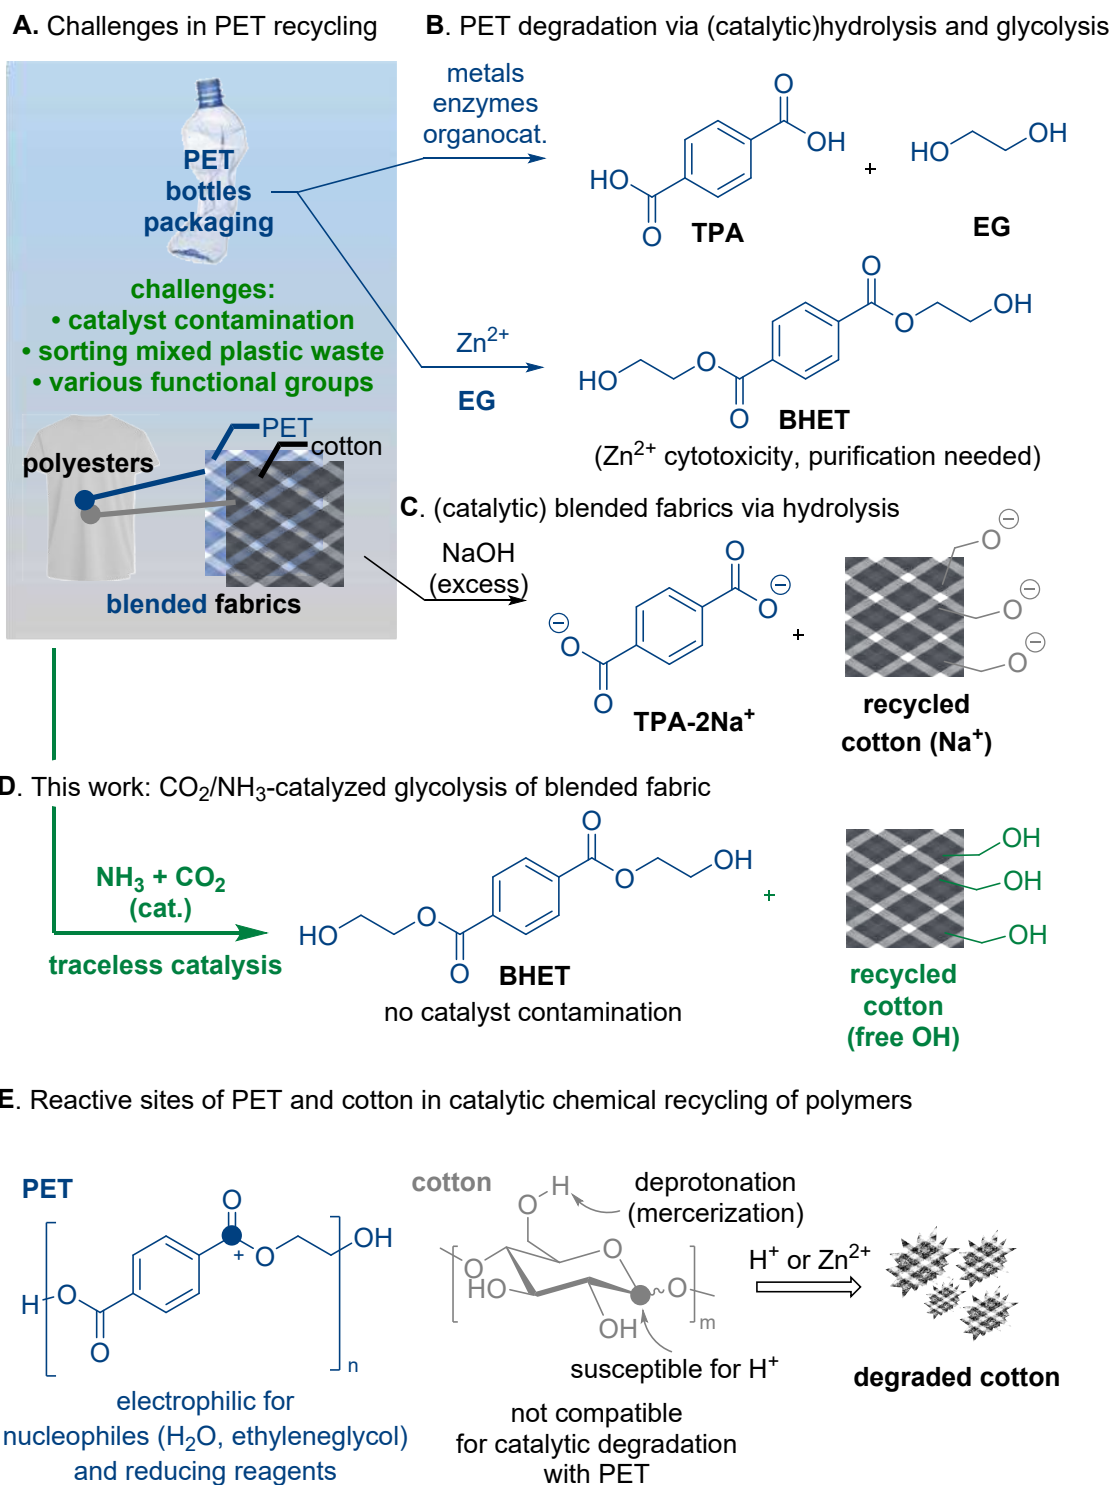 A. Challenges in PET recycling
B. PET degradation via (catalytic)hydrolysis and glycolysis
PET
bottles
packaging
challenges:
• catalyst contamination
• sorting mixed plastic waste
• various functional groups
PET
cotton
polyesters
blended fabrics
metals
enzymes
organocat.
O
OH
HO
O
TPA
+
HO
OH
EG
Zn²⁺
EG
O
O
OH
HO
O
O
BHET
(Zn²⁺ cytotoxicity, purification needed)
C. (catalytic) blended fabrics via hydrolysis
NaOH
(excess)
O
O⊖
⊖
O
O
TPA-2Na⁺
+
O⊖
O⊖
O⊖
recycled
cotton (Na⁺)
D. This work: CO₂/NH₃-catalyzed glycolysis of blended fabric
NH₃ + CO₂
(cat.)
traceless catalysis
O
O
OH
HO
O
O
BHET
no catalyst contamination
+
OH
OH
OH
recycled
cotton
(free OH)
E. Reactive sites of PET and cotton in catalytic chemical recycling of polymers
PET
O
+
O
OH
H
O
O
n
electrophilic for
nucleophiles (H₂O, ethyleneglycol)
and reducing reagents
cotton
O
H
deprotonation
(mercerization)
O
O
HO
O
OH
m
susceptible for H⁺
not compatible
for catalytic degradation
with PET
H⁺ or Zn²⁺
degraded cotton